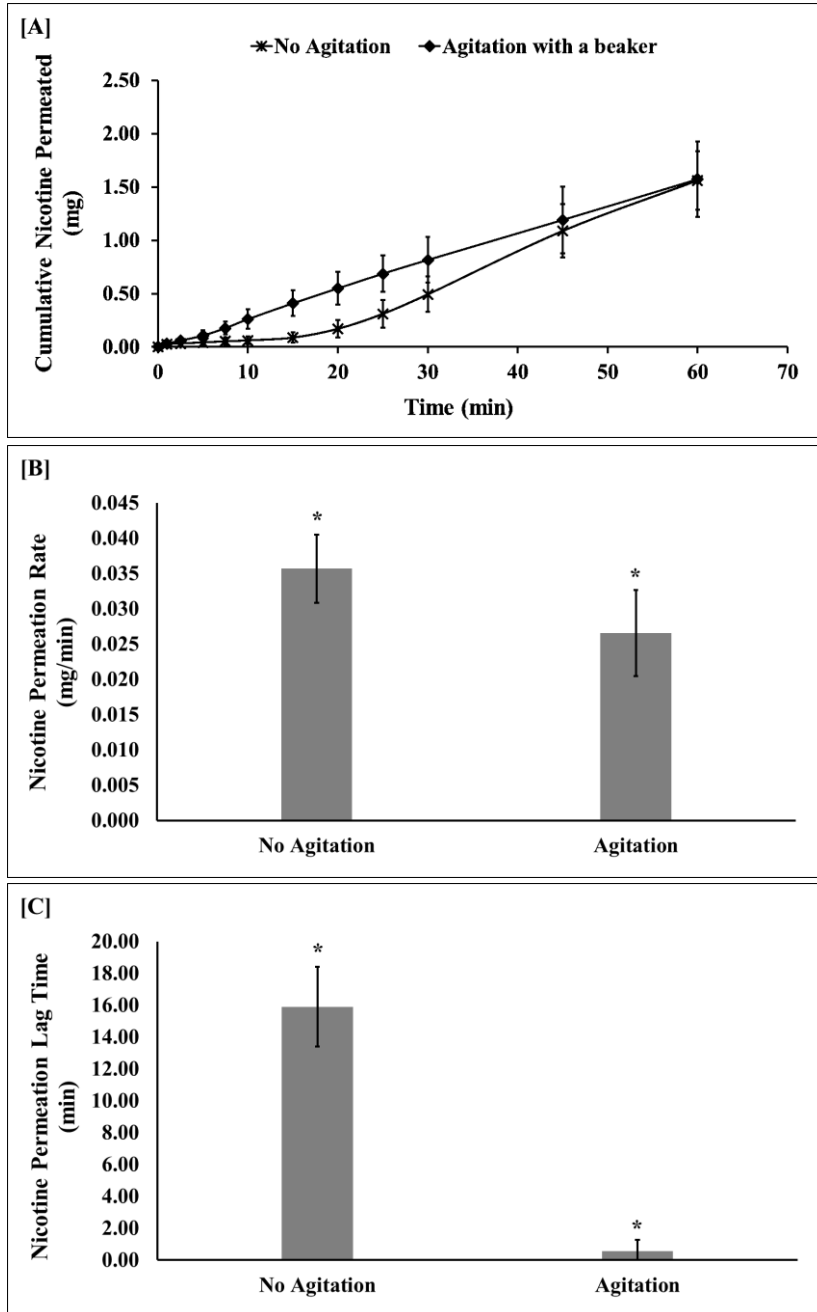 [A]
No Agitation
Agitation with a beaker
Cumulative Nicotine Permeated
(mg)
2.50
2.00
1.50
1.00
0.50
0.00
0 10 20 30 40 50 60 70
Time (min)
[B]
Nicotine Permeation Rate
(mg/min)
0.045
0.040
0.035
0.030
0.025
0.020
0.015
0.010
0.005
0.000
*
*
No Agitation
Agitation
[C]
Nicotine Permeation Lag Time
(min)
20.00
18.00
16.00
14.00
12.00
10.00
8.00
6.00
4.00
2.00
0.00
*
*
No Agitation
Agitation